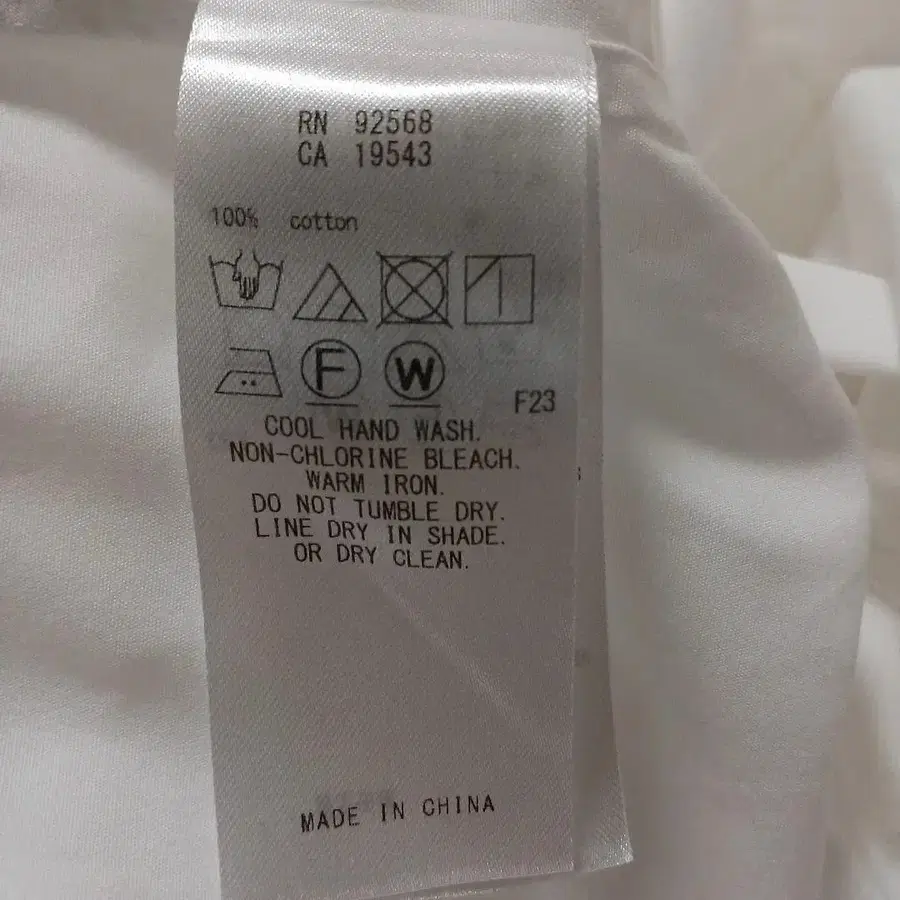 RN 92568
CA 19543
100% cotton
F
W
F23
COOL HAND WASH.
NON-CHLORINE BLEACH.
WARM IRON.
DO NOT TUMBLE DRY.
LINE DRY IN SHADE.
OR DRY CLEAN.
MADE IN CHINA